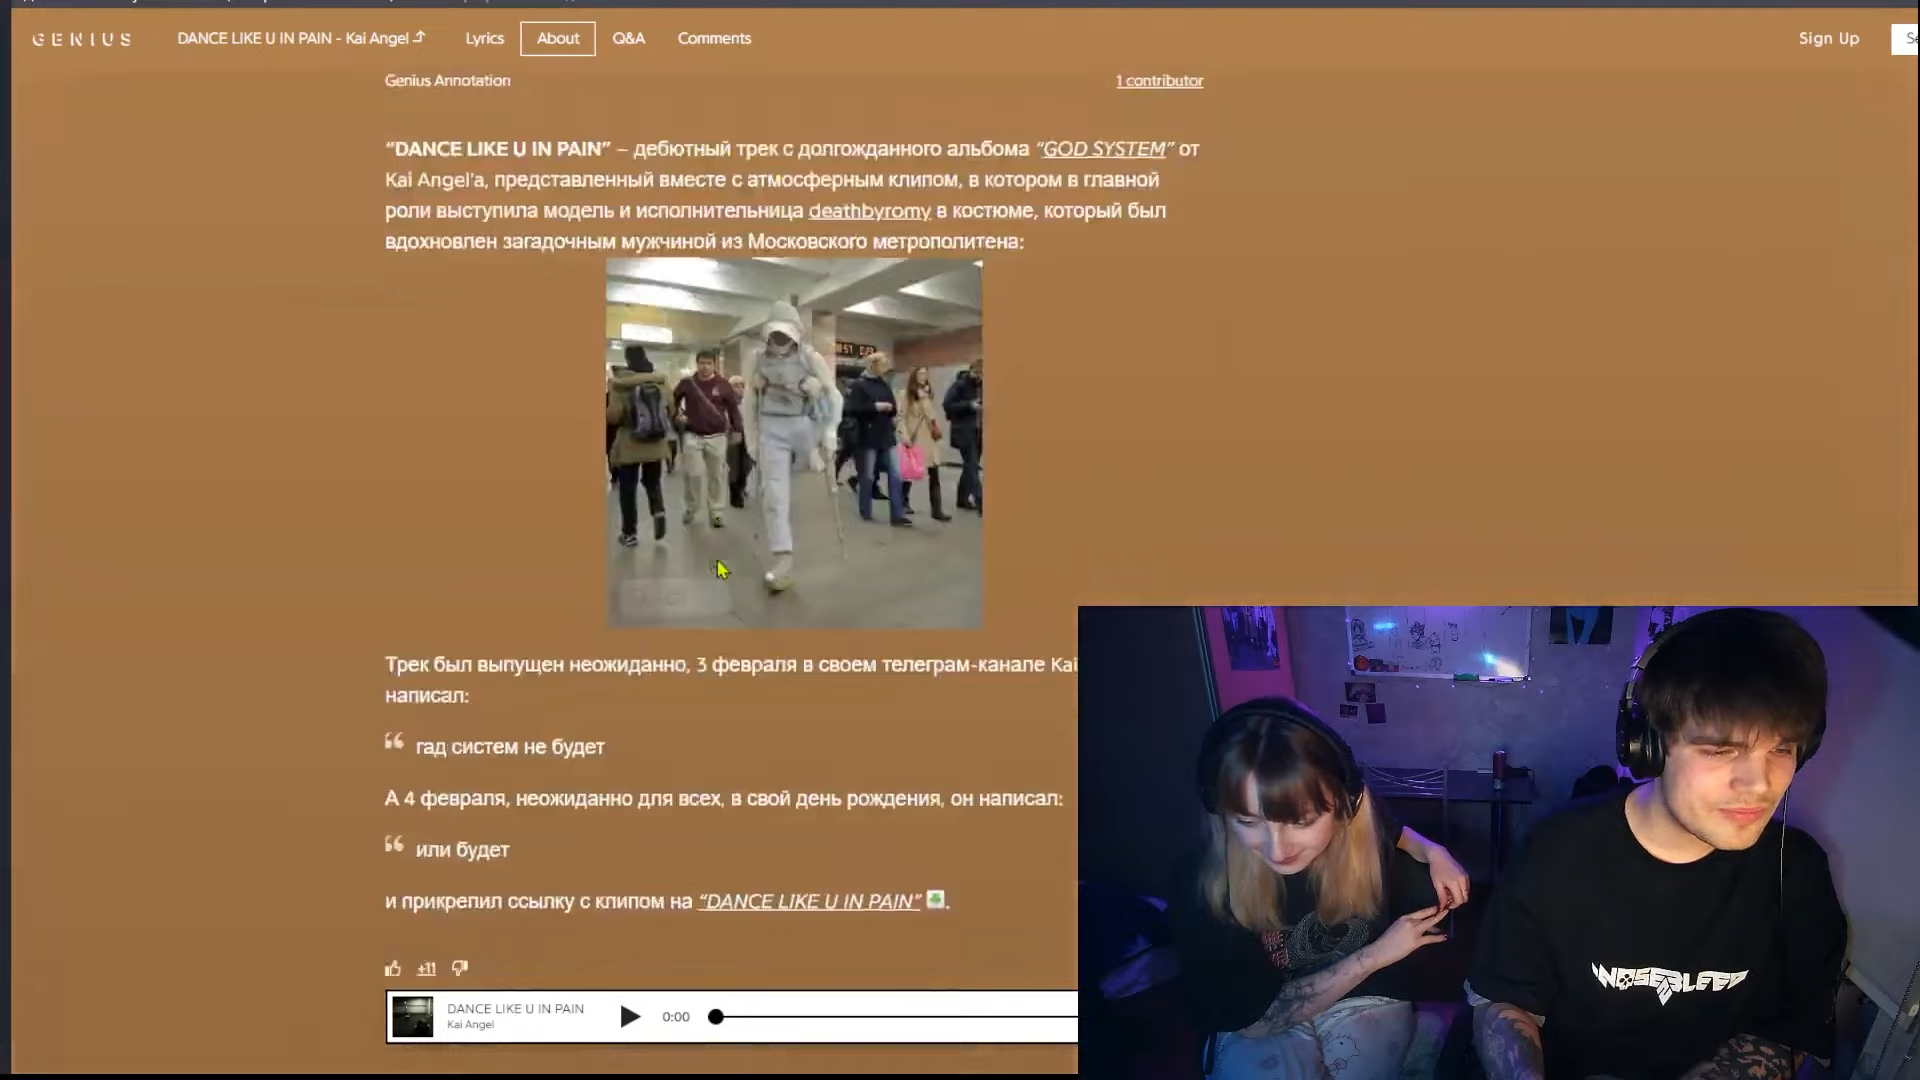 GENIUS
DANCE LIKE U IN PAIN - Kai Angel
Lyrics
About
Q&A
Comments
Sign Up
Genius Annotation
1 contributor
“DANCE LIKE U IN PAIN” – дебютный трек с долгожданного альбома “GOD SYSTEM” от
Kai Angel'а, представленный вместе с атмосферным клипом, в котором в главной
роли выступила модель и исполнительница deathbyromy в костюме, который был
вдохновлен загадочным мужчиной из Московского метрополитена:
Трек был выпущен неожиданно, 3 февраля в своем телеграм-канале Kai
написал:
“ гад систем не будет
А 4 февраля, неожиданно для всех, в свой день рождения, он написал:
“ или будет
и прикрепил ссылку с клипом на “DANCE LIKE U IN PAIN” .
+11
DANCE LIKE U IN PAIN
Kai Angel
0:00
NOSEBLEED